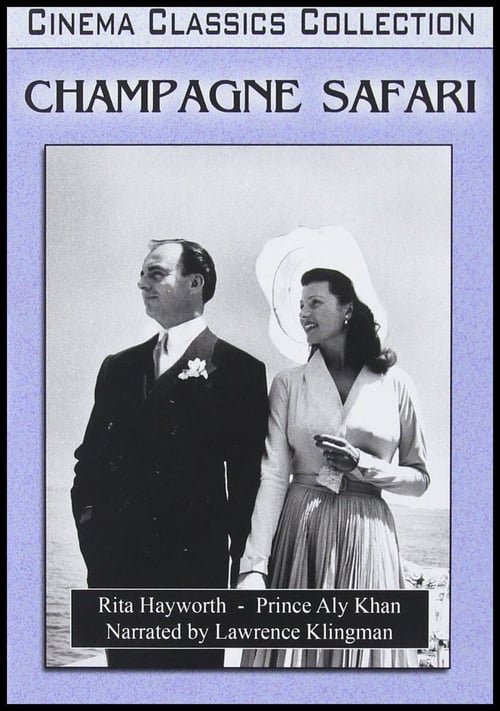 CINEMA CLASSICS COLLECTION
CHAMPAGNE SAFARI
Rita Hayworth - Prince Aly Khan
Narrated by Lawrence Klingman